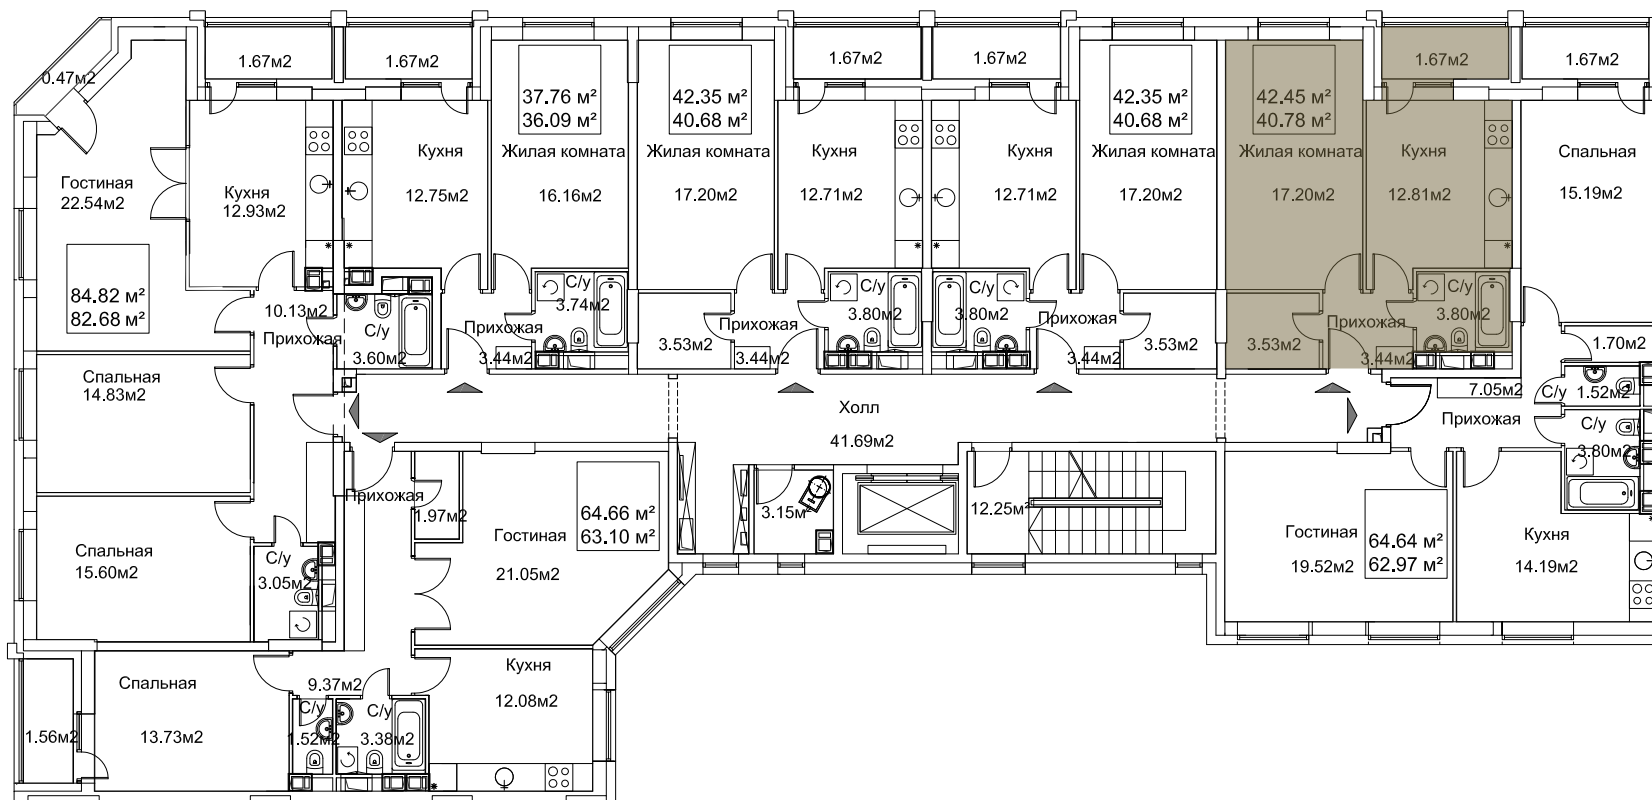 0.47м2
1.67м2
1.67м2
1.67м2
1.67м2
1.67м2
1.67м2
Гостиная
22.54м2
84.82 м²
82.68 м²
Кухня
12.93м2
Кухня
12.75м2
37.76 м²
36.09 м²
Жилая комната
16.16м2
42.35 м²
40.68 м²
Жилая комната
17.20м2
Кухня
12.71м2
Кухня
12.71м2
42.35 м²
40.68 м²
Жилая комната
17.20м2
42.45 м²
40.78 м²
Жилая комната
17.20м2
Кухня
12.81м2
Спальная
15.19м2
10.13м2
Прихожая
С/у
3.60м2
Прихожая
3.44м2
С/у
3.74м2
3.53м2
Прихожая
3.44м2
С/у
3.80м2
С/у
3.80м2
Прихожая
3.44м2
3.53м2
3.53м2
Прихожая
3.44м2
С/у
3.80м2
1.70м2
Спальная
14.83м2
Холл
41.69м2
7.05м2
Прихожая
С/у
1.52м2
С/у
3.80м2
Спальная
15.60м2
С/у
3.05м2
Прихожая
1.97м2
Гостиная
21.05м2
64.66 м²
63.10 м²
3.15м²
12.25м²
Гостиная
19.52м2
64.64 м²
62.97 м²
Кухня
14.19м2
1.56м2
Спальная
13.73м2
9.37м2
С/у
1.52м2
С/у
3.38м2
Кухня
12.08м2